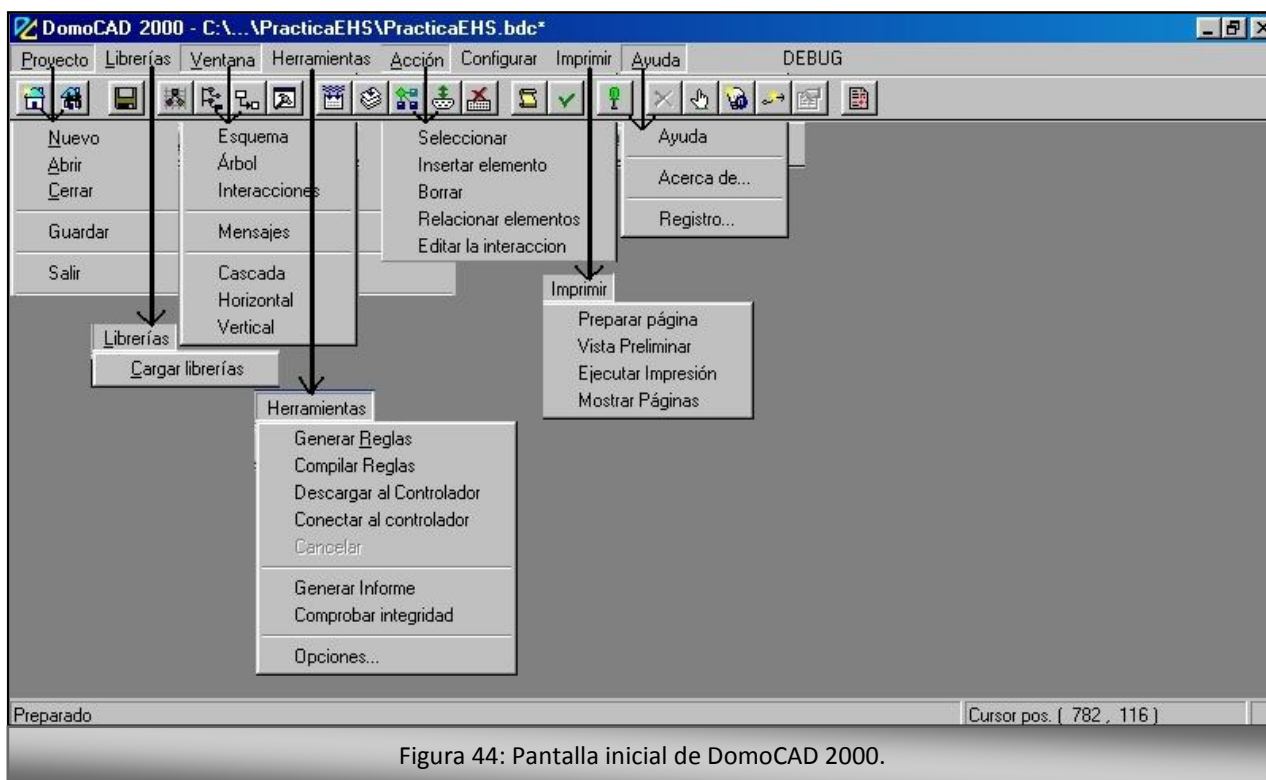 DomoCAD 2000 - C:\...\PracticaEHS\PracticaEHS.bdc*
Proyecto Librerías Ventana Herramientas Acción Configurar Imprimir Ayuda DEBUG
Nuevo
Abrir
Cerrar
Guardar
Salir
Librerías
Cargar librerías
Esquema
Árbol
Interacciones
Mensajes
Cascada
Horizontal
Vertical
Herramientas
Generar Reglas
Compilar Reglas
Descargar al Controlador
Conectar al controlador
Cancelar
Generar Informe
Comprobar integridad
Opciones...
Seleccionar
Insertar elemento
Borrar
Relacionar elementos
Editar la interaccion
Imprimir
Preparar página
Vista Preliminar
Ejecutar Impresión
Mostrar Páginas
Ayuda
Acerca de...
Registro...
Preparado
Cursor pos. ( 782 , 116 )
Figura 44: Pantalla inicial de DomoCAD 2000.